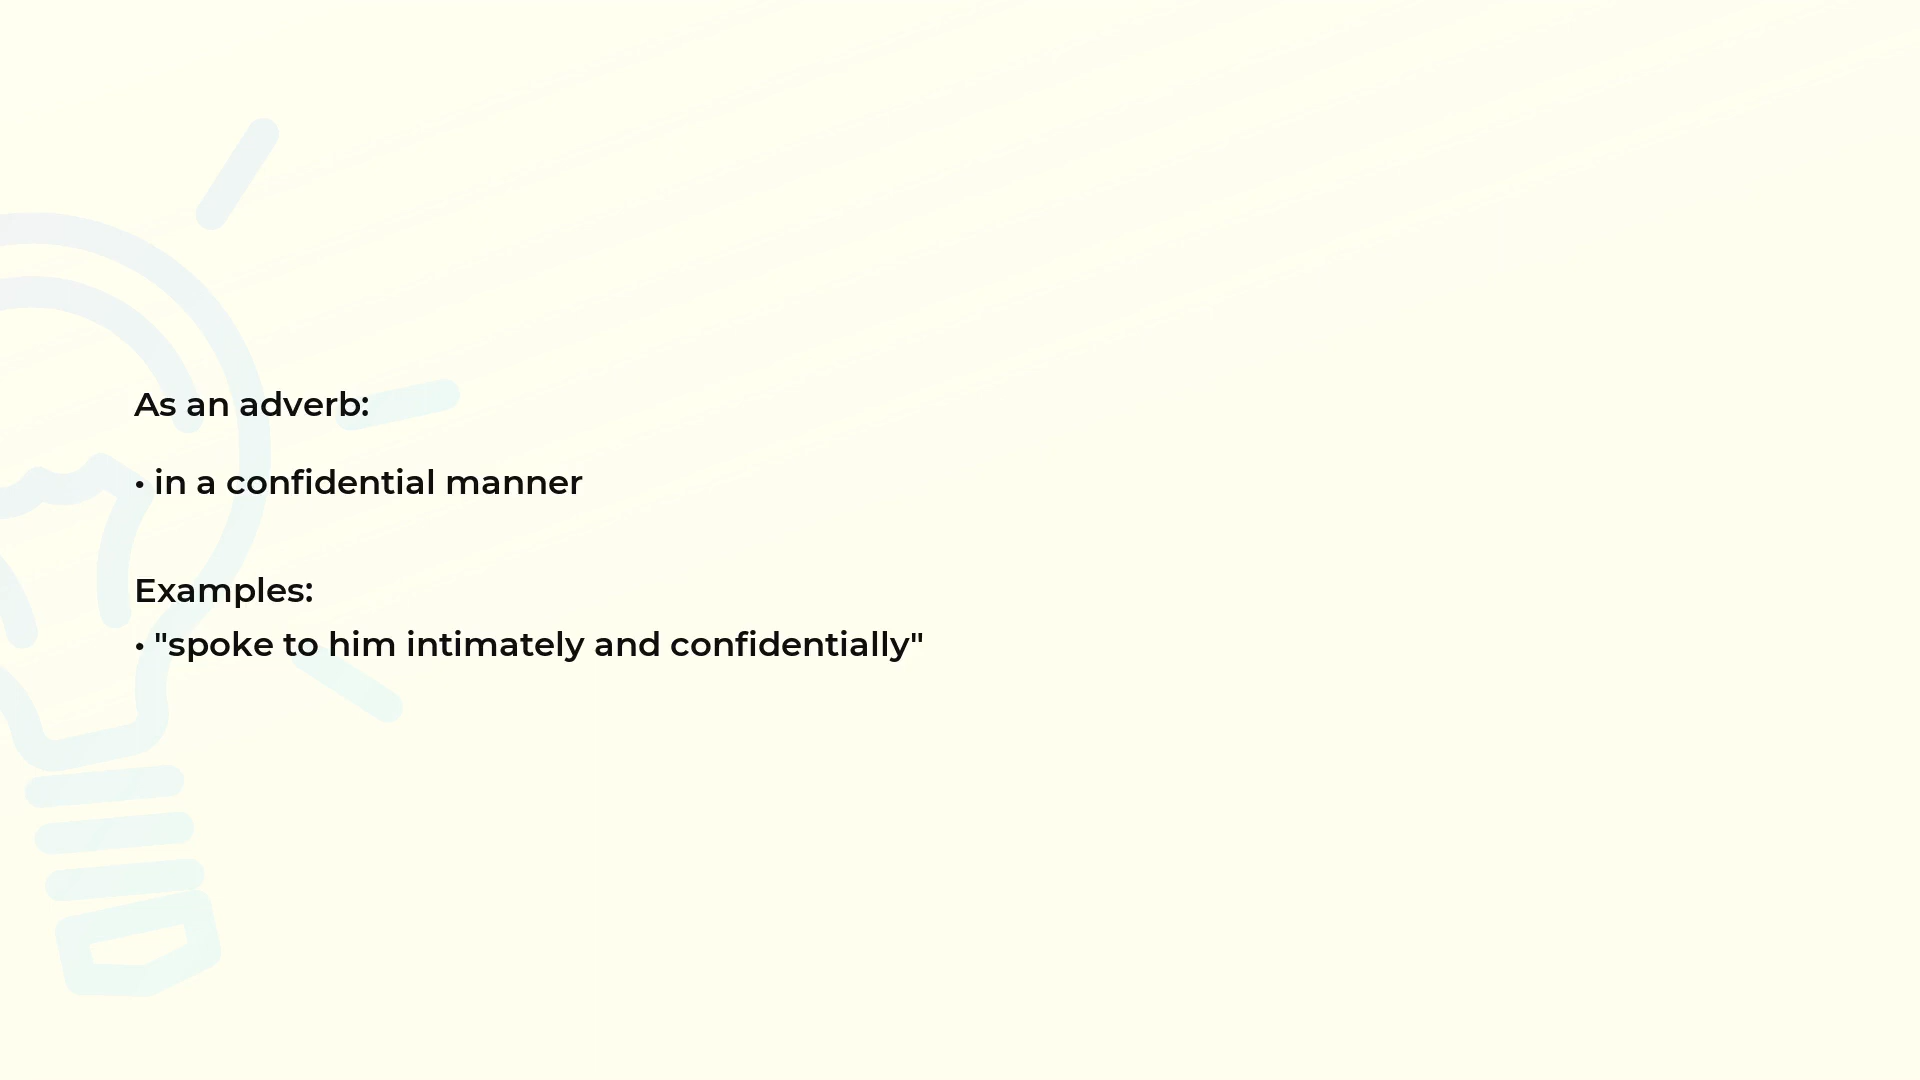 As an adverb:
• in a confidential manner
Examples:
• "spoke to him intimately and confidentially"